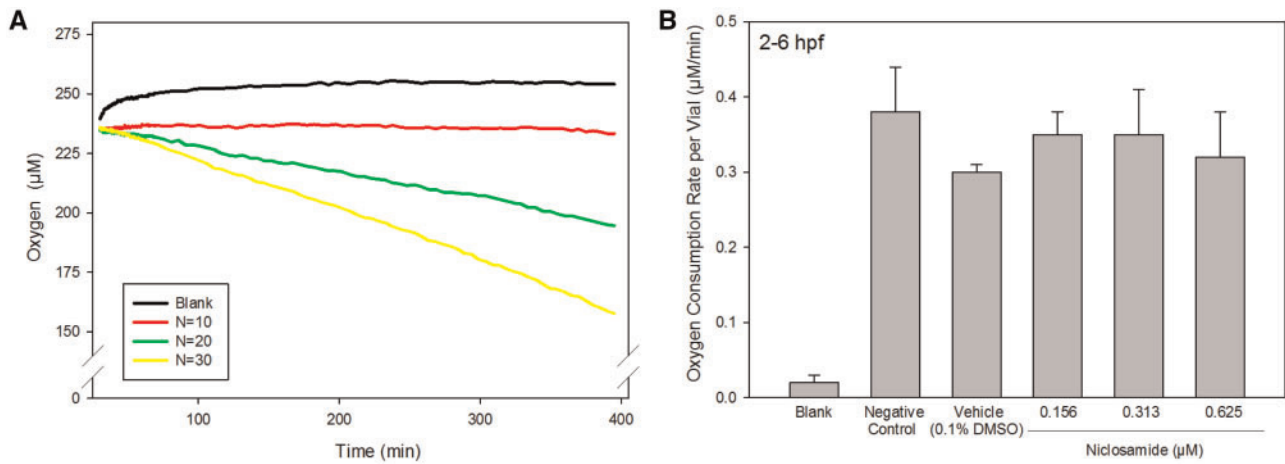 A
275
250
225
200
175
150
0
Oxygen (µM)
Blank
N=10
N=20
N=30
100
200
300
400
Time (min)
B
2-6 hpf
0.5
0.4
0.3
0.2
0.1
0.0
Oxygen Consumption Rate per Vial (µM/min)
Blank
Negative
Control
Vehicle
(0.1% DMSO)
0.156
0.313
0.625
Niclosamide (µM)